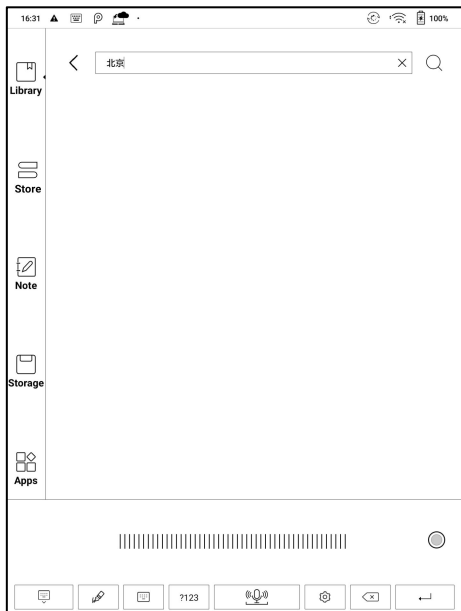 16:31 100%
北京
Library
Store
Note
Storage
Apps
?123